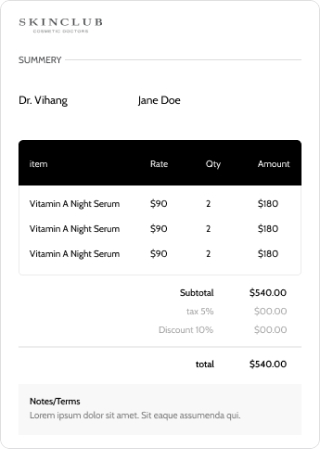 SKINCLUB
COSMETIC DOCTORS
SUMMERY
Dr. Vihang Jane Doe
item Rate Qty Amount
Vitamin A Night Serum $90 2 $180
Vitamin A Night Serum $90 2 $180
Vitamin A Night Serum $90 2 $180
Subtotal $540.00
tax 5% $00.00
Discount 10% $00.00
total $540.00
Notes/Terms
Lorem ipsum dolor sit amet. Sit eaque assumenda qui.